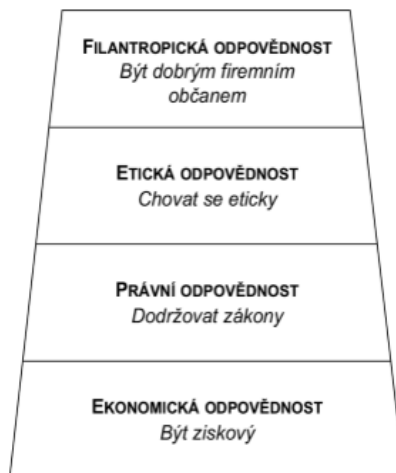 FILANTROPICKÁ ODPOVĚDNOST
Být dobrým firemním
občanem
ETICKÁ ODPOVĚDNOST
Chovat se eticky
PRÁVNÍ ODPOVĚDNOST
Dodržovat zákony
EKONOMICKÁ ODPOVĚDNOST
Být ziskový